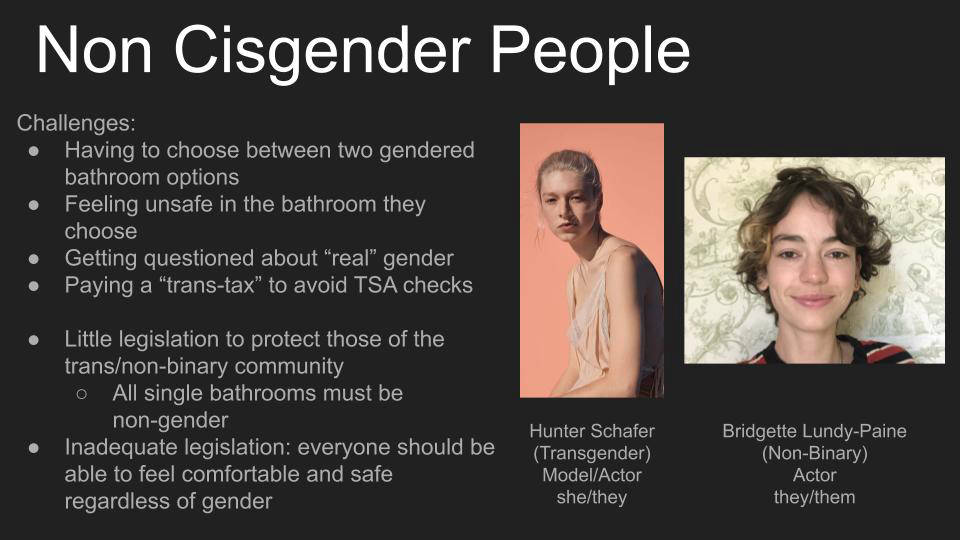 Non Cisgender People
Challenges:
● Having to choose between two gendered
bathroom options
● Feeling unsafe in the bathroom they
choose
● Getting questioned about “real” gender
● Paying a “trans-tax” to avoid TSA checks
● Little legislation to protect those of the
trans/non-binary community
○ All single bathrooms must be
non-gender
● Inadequate legislation: everyone should be
able to feel comfortable and safe
regardless of gender
Hunter Schafer
(Transgender)
Model/Actor
she/they
Bridgette Lundy-Paine
(Non-Binary)
Actor
they/them